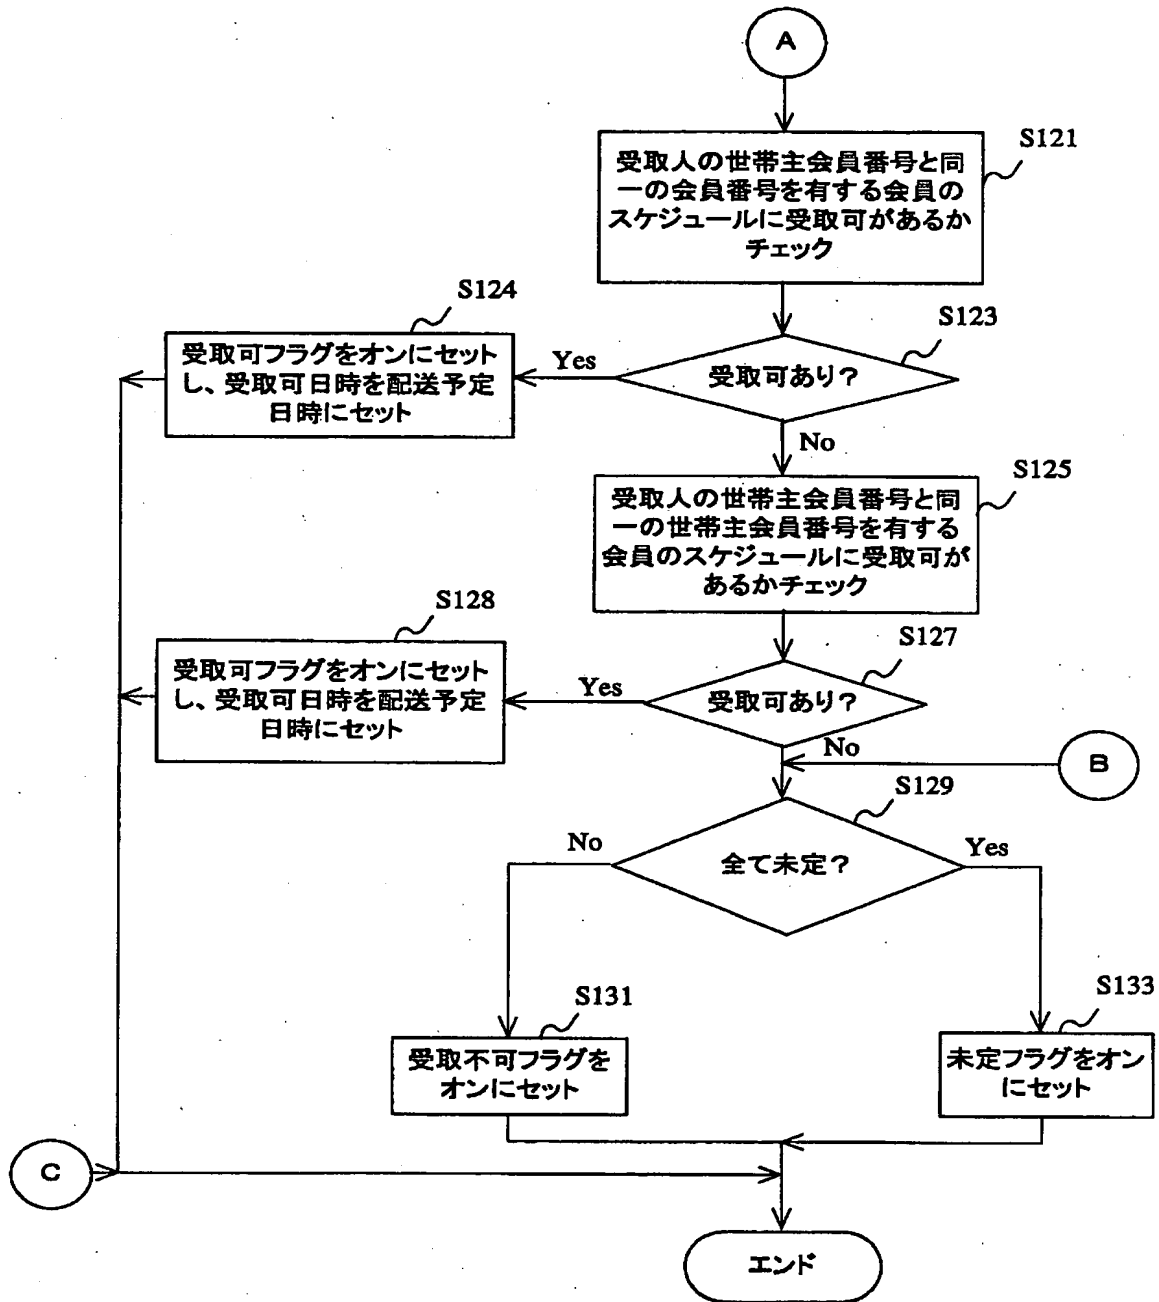 A
S121
受取人の世帯主会員番号と同
一の会員番号を有する会員の
スケジュールに受取可があるか
チェック
S124
受取可フラグをオンにセット
し、受取可日時を配送予定
日時にセット
Yes
S123
受取可あり?
No
S125
受取人の世帯主会員番号と同
一の世帯主会員番号を有する
会員のスケジュールに受取可が
あるかチェック
S128
受取可フラグをオンにセット
し、受取可日時を配送予定
日時にセット
Yes
S127
受取可あり?
No
B
S129
No
全て未定?
Yes
S131
受取不可フラグを
オンにセット
S133
未定フラグをオン
にセット
C
エンド